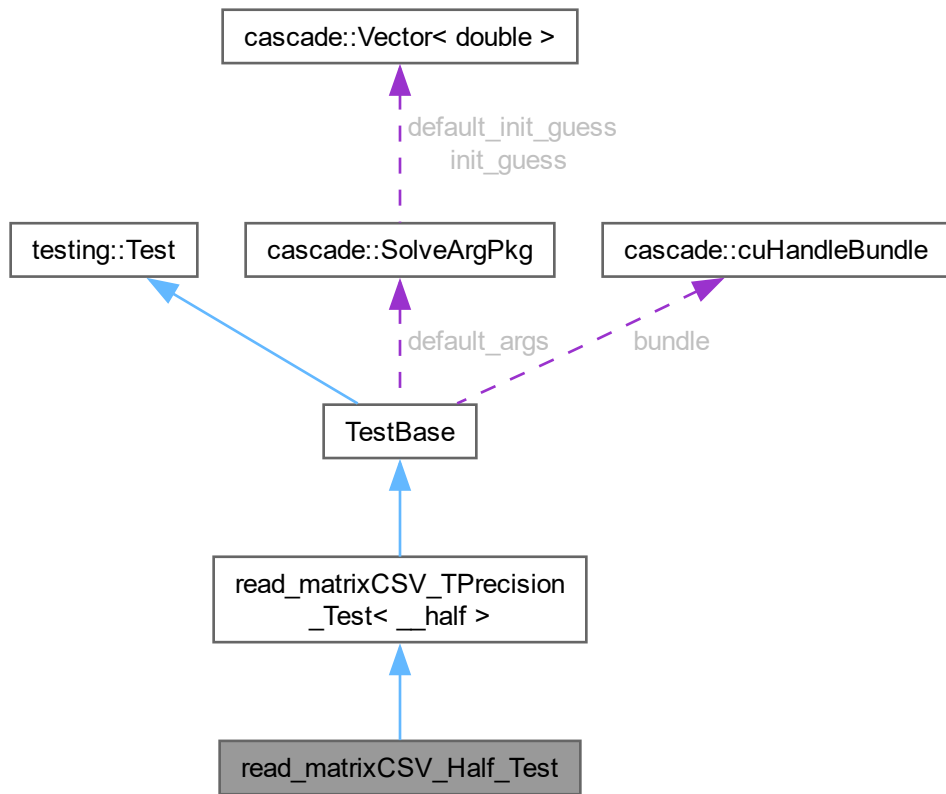 cascade::Vector< double >
default_init_guess
init_guess
testing::Test
cascade::SolveArgPkg
cascade::cuHandleBundle
default_args
bundle
TestBase
read_matrixCSV_TPrecision
_Test< __half >
read_matrixCSV_Half_Test